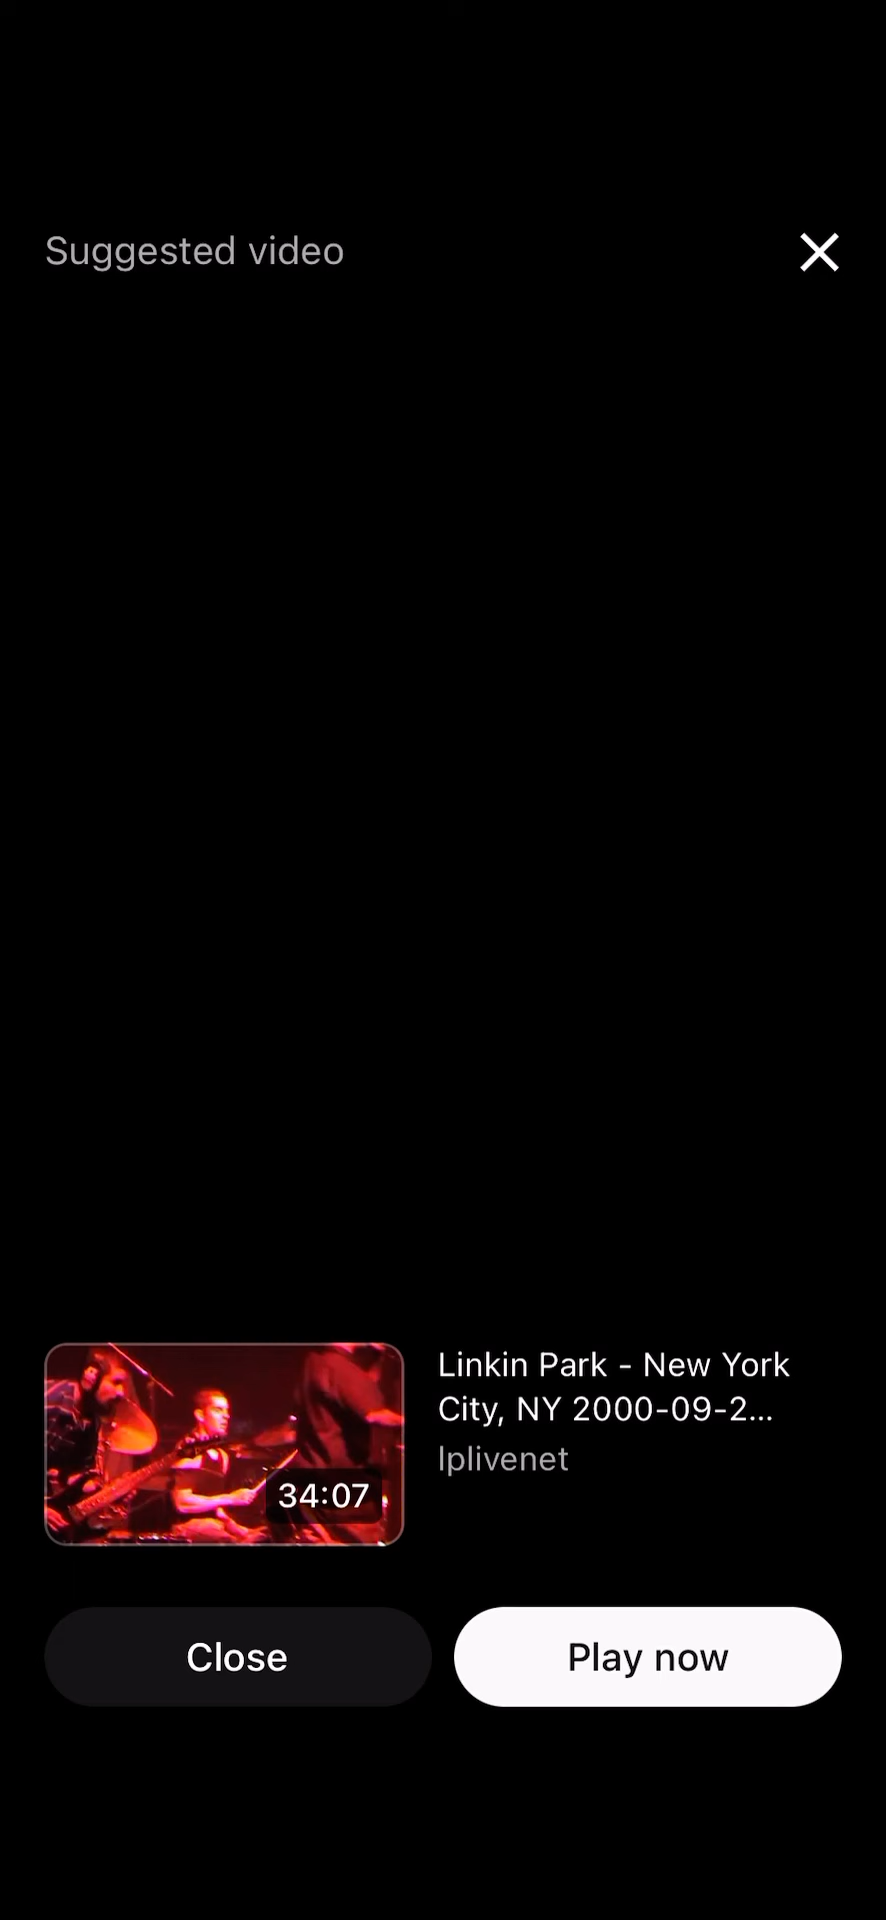 Suggested video
Linkin Park - New York
City, NY 2000-09-2...
lplivenet
34:07
Close
Play now